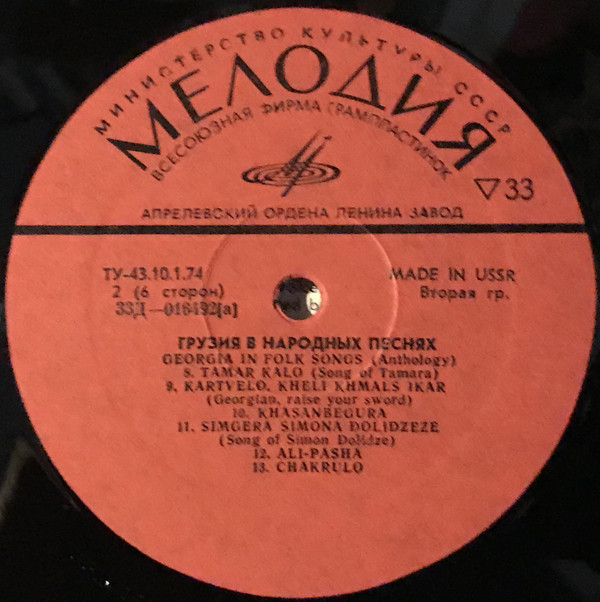 МИНИСТЕРСТВО КУЛЬТУРЫ СССР
МЕЛОДИЯ
ВСЕСОЮЗНАЯ ФИРМА ГРАМПЛАСТИНОК
▽33
АПРЕЛЕВСКИЙ ОРДЕНА ЛЕНИНА ЗАВОД
ТУ-43.10.1.74
MADE IN USSR
2 (6 сторон)
Вторая гр.
33Д—016492[а]
ГРУЗИЯ В НАРОДНЫХ ПЕСНЯХ
GEORGIA IN FOLK SONGS (Anthology)
8. TAMAR KALO (Song of Tamara)
9. KARTVELO, KHELI KHMALS IKAR
(Georgian, raise your sword)
10. KHASANBEGURA
11. SIMGERA SIMONA DOLIDZEZE
(Song of Simon Dolidze)
12. ALI-PASHA
13. CHAKRULO